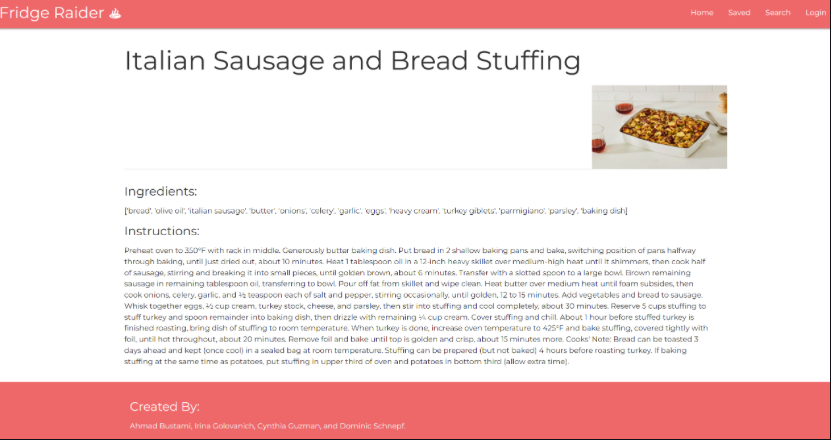 Fridge Raider
Home Saved Search Login
Italian Sausage and Bread Stuffing
Ingredients:
['bread', 'olive oil', 'italian sausage', 'butter', 'onions', 'celery', 'garlic', 'eggs', 'heavy cream', 'turkey giblets', 'parmigiano', 'parsley', 'baking dish']
Instructions:
Preheat oven to 350°F with rack in middle. Generously butter baking dish. Put bread in 2 shallow baking pans and bake, switching position of pans halfway
through baking, until just dried out, about 10 minutes. Heat 1 tablespoon oil in a 12-inch heavy skillet over medium-high heat until it shimmers, then cook half
of sausage, stirring and breaking it into small pieces, until golden brown, about 6 minutes. Transfer with a slotted spoon to a large bowl. Brown remaining
sausage in remaining tablespoon oil, transferring to bowl. Pour off fat from skillet and wipe clean. Heat butter over medium heat until foam subsides, then
cook onions, celery, garlic, and ½ teaspoon each of salt and pepper, stirring occasionally, until golden, 12 to 15 minutes. Add vegetables and bread to sausage.
Whisk together eggs, ½ cup cream, turkey stock, cheese, and parsley, then stir into stuffing and cool completely, about 30 minutes. Reserve 5 cups stuffing to
stuff turkey and spoon remainder into baking dish, then drizzle with remaining ¼ cup cream. Cover stuffing and chill. About 1 hour before stuffed turkey is
finished roasting, bring dish of stuffing to room temperature. When turkey is done, increase oven temperature to 425°F and bake stuffing, covered tightly with
foil, until hot throughout, about 20 minutes. Remove foil and bake until top is golden and crisp, about 15 minutes more. Cooks' Note: Bread can be toasted 3
days ahead and kept (once cool) in a sealed bag at room temperature. Stuffing can be prepared (but not baked) 4 hours before roasting turkey. If baking
stuffing at the same time as potatoes, put stuffing in upper third of oven and potatoes in bottom third (allow extra time).
Created By:
Ahmad Bustami, Irina Golovanich, Cynthia Guzman, and Dominic Schnepf.